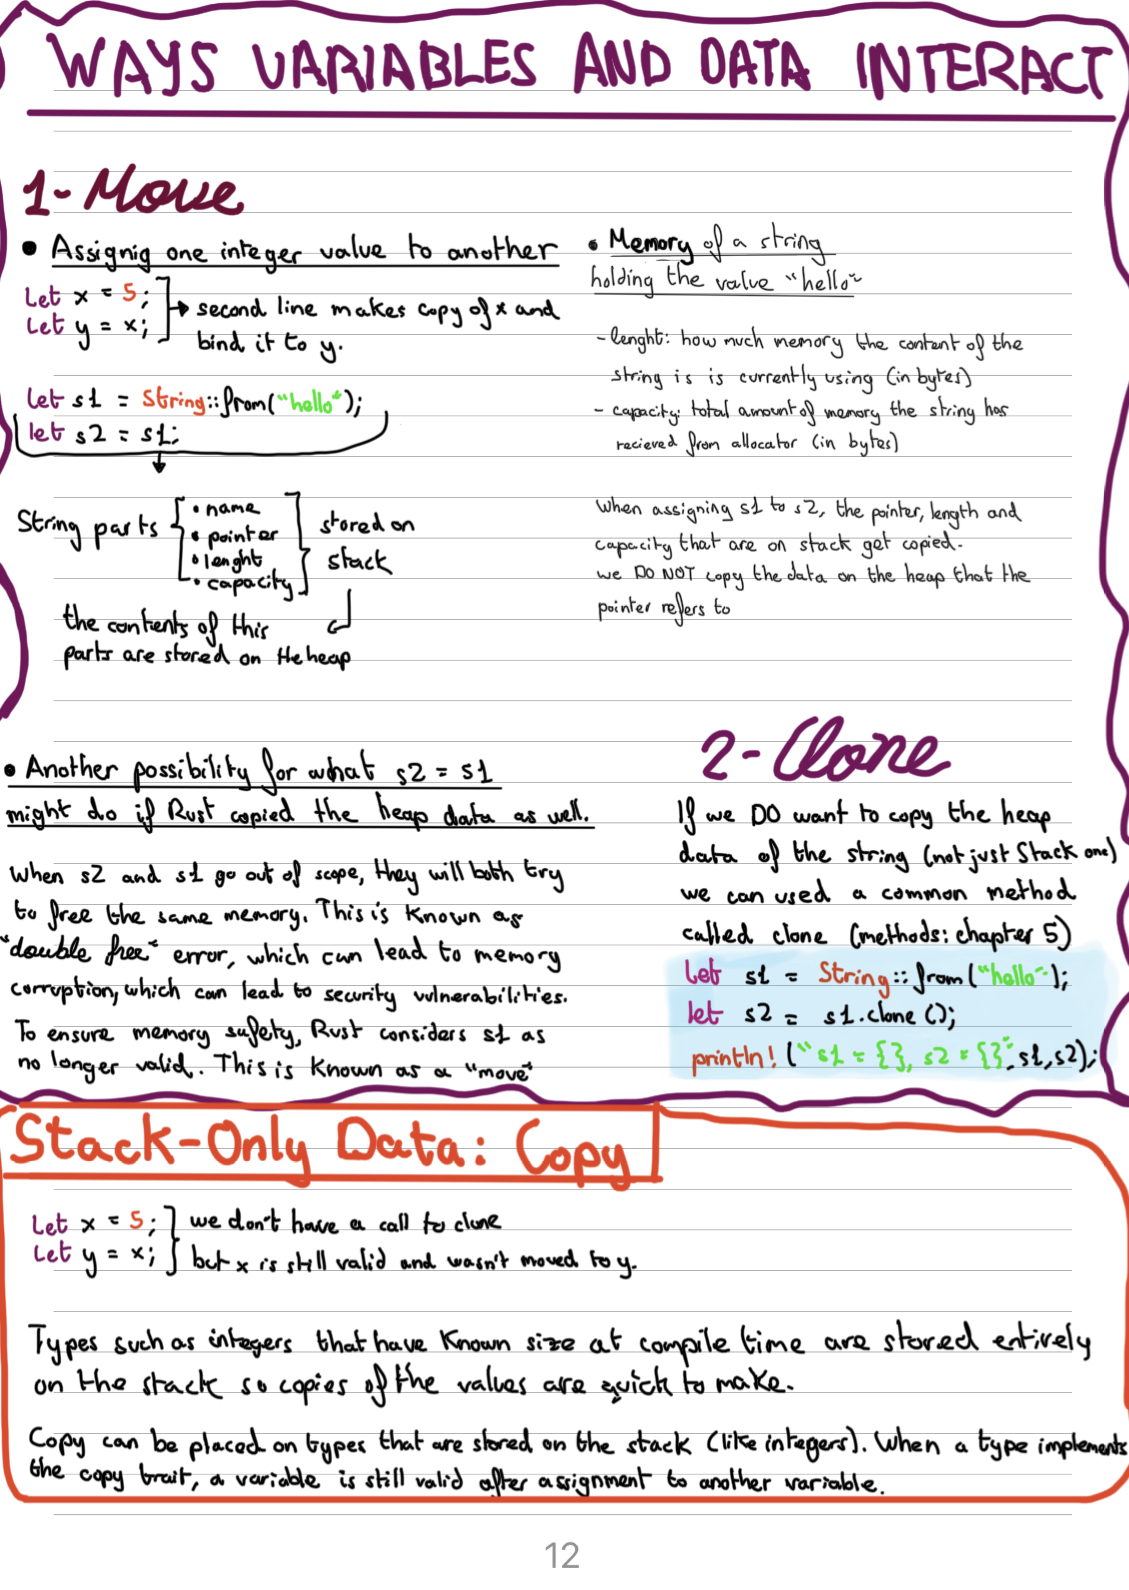 WAYS VARIABLES AND DATA INTERACT
1- Move
• Assignig one integer value to another
let x = 5;
let y = x;
→ second line makes copy of x and
bind it to y.
let s1 = String::from("hello");
let s2 = s1;
String parts
• name
• pointer
• lenght
• capacity
stored on
stack
the contents of this
parts are stored on the heap
• Memory of a string
holding the value "hello"
- lenght: how much memory the content of the
string is is currently using (in bytes)
- capacity: total amount of memory the string has
recieved from allocator (in bytes)
When assigning s1 to s2, the pointer, length and
capacity that are on stack get copied.
we DO NOT copy the data on the heap that the
pointer refers to
• Another possibility for what s2 = s1
might do if Rust copied the heap data as well.
When s2 and s1 go out of scope, they will both try
to free the same memory. This is known as
"double free" error, which can lead to memory
corruption, which can lead to security vulnerabilities.
To ensure memory safety, Rust considers s1 as
no longer valid. This is known as a "move"
2- Clone
If we DO want to copy the heap
data of the string (not just Stack one)
we can used a common method
called clone (methods: chapter 5)
let s1 = String::from("hello");
let s2 = s1.clone();
println!("s1 = {}, s2 = {}", s1, s2);
Stack-Only Data: Copy
let x = 5;
let y = x;
we don't have a call to clone
but x is still valid and wasn't moved to y.
Types such as integers that have known size at compile time are stored entirely
on the stack so copies of the values are quick to make.
Copy can be placed on types that are stored on the stack (like integers). When a type implements
the copy trait, a variable is still valid after assignment to another variable.
12